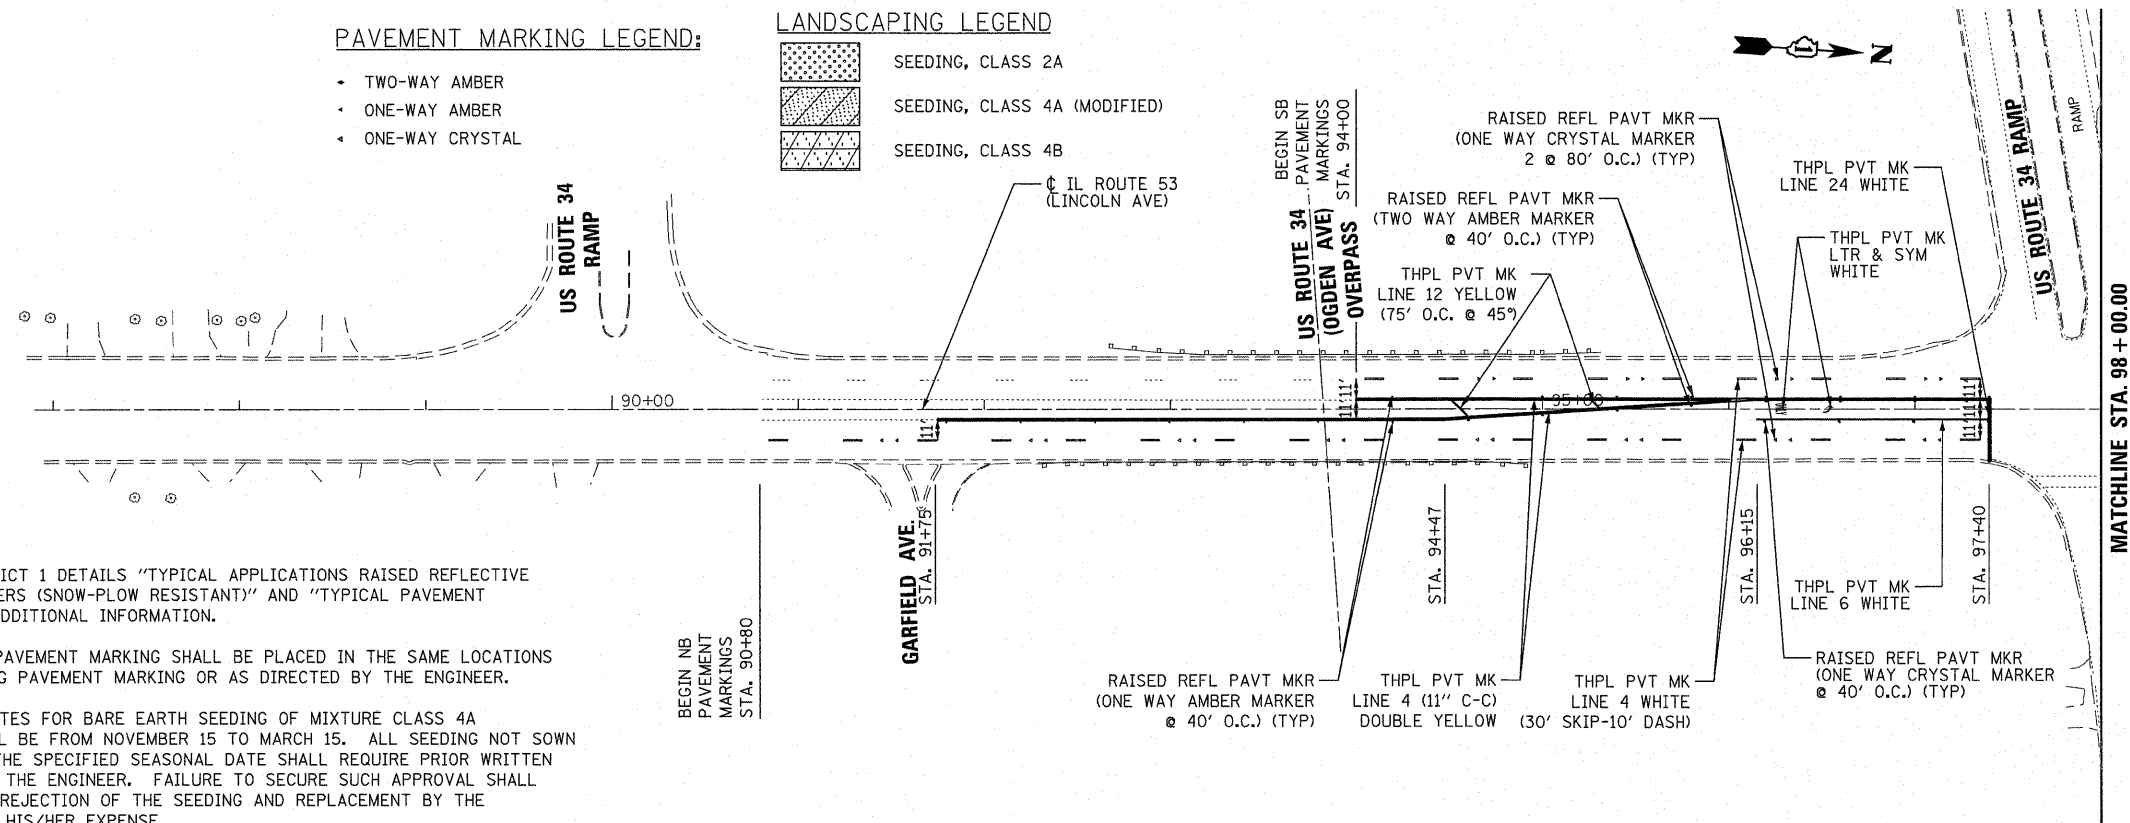 PAVEMENT MARKING LEGEND:
TWO-WAY AMBER
ONE-WAY AMBER
ONE-WAY CRYSTAL
LANDSCAPING LEGEND
SEEDING, CLASS 2A
SEEDING, CLASS 4A (MODIFIED)
SEEDING, CLASS 4B
N
℄ IL ROUTE 53
(LINCOLN AVE)
US ROUTE 34
RAMP
BEGIN SB
PAVEMENT
MARKINGS
STA. 94+00
US ROUTE 34
(OGDEN AVE)
OVERPASS
RAISED REFL PAVT MKR
(ONE WAY CRYSTAL MARKER
2 @ 80' O.C.) (TYP)
RAISED REFL PAVT MKR
(TWO WAY AMBER MARKER
@ 40' O.C.) (TYP)
THPL PVT MK
LINE 12 YELLOW
(75' O.C. @ 45°)
THPL PVT MK
LINE 24 WHITE
THPL PVT MK
LTR & SYM
WHITE
US ROUTE 34 RAMP
RAMP
MATCHLINE STA. 98+00.00
90+00
95+00
11'
11'
11'
11'
11'
11'
11'
GARFIELD AVE.
STA. 91+75
STA. 94+47
STA. 96+15
STA. 97+40
BEGIN NB
PAVEMENT
MARKINGS
STA. 90+80
THPL PVT MK
LINE 6 WHITE
RAISED REFL PAVT MKR
(ONE WAY AMBER MARKER
@ 40' O.C.) (TYP)
THPL PVT MK
LINE 4 (11" C-C)
DOUBLE YELLOW
THPL PVT MK
LINE 4 WHITE
(30' SKIP-10' DASH)
RAISED REFL PAVT MKR
(ONE WAY CRYSTAL MARKER
@ 40' O.C.) (TYP)
ICT 1 DETAILS "TYPICAL APPLICATIONS RAISED REFLECTIVE
ERS (SNOW-PLOW RESISTANT)" AND "TYPICAL PAVEMENT
DDITIONAL INFORMATION.
PAVEMENT MARKING SHALL BE PLACED IN THE SAME LOCATIONS
G PAVEMENT MARKING OR AS DIRECTED BY THE ENGINEER.
TES FOR BARE EARTH SEEDING OF MIXTURE CLASS 4A
L BE FROM NOVEMBER 15 TO MARCH 15. ALL SEEDING NOT SOWN
THE SPECIFIED SEASONAL DATE SHALL REQUIRE PRIOR WRITTEN
THE ENGINEER. FAILURE TO SECURE SUCH APPROVAL SHALL
REJECTION OF THE SEEDING AND REPLACEMENT BY THE
HIS/HER EXPENSE